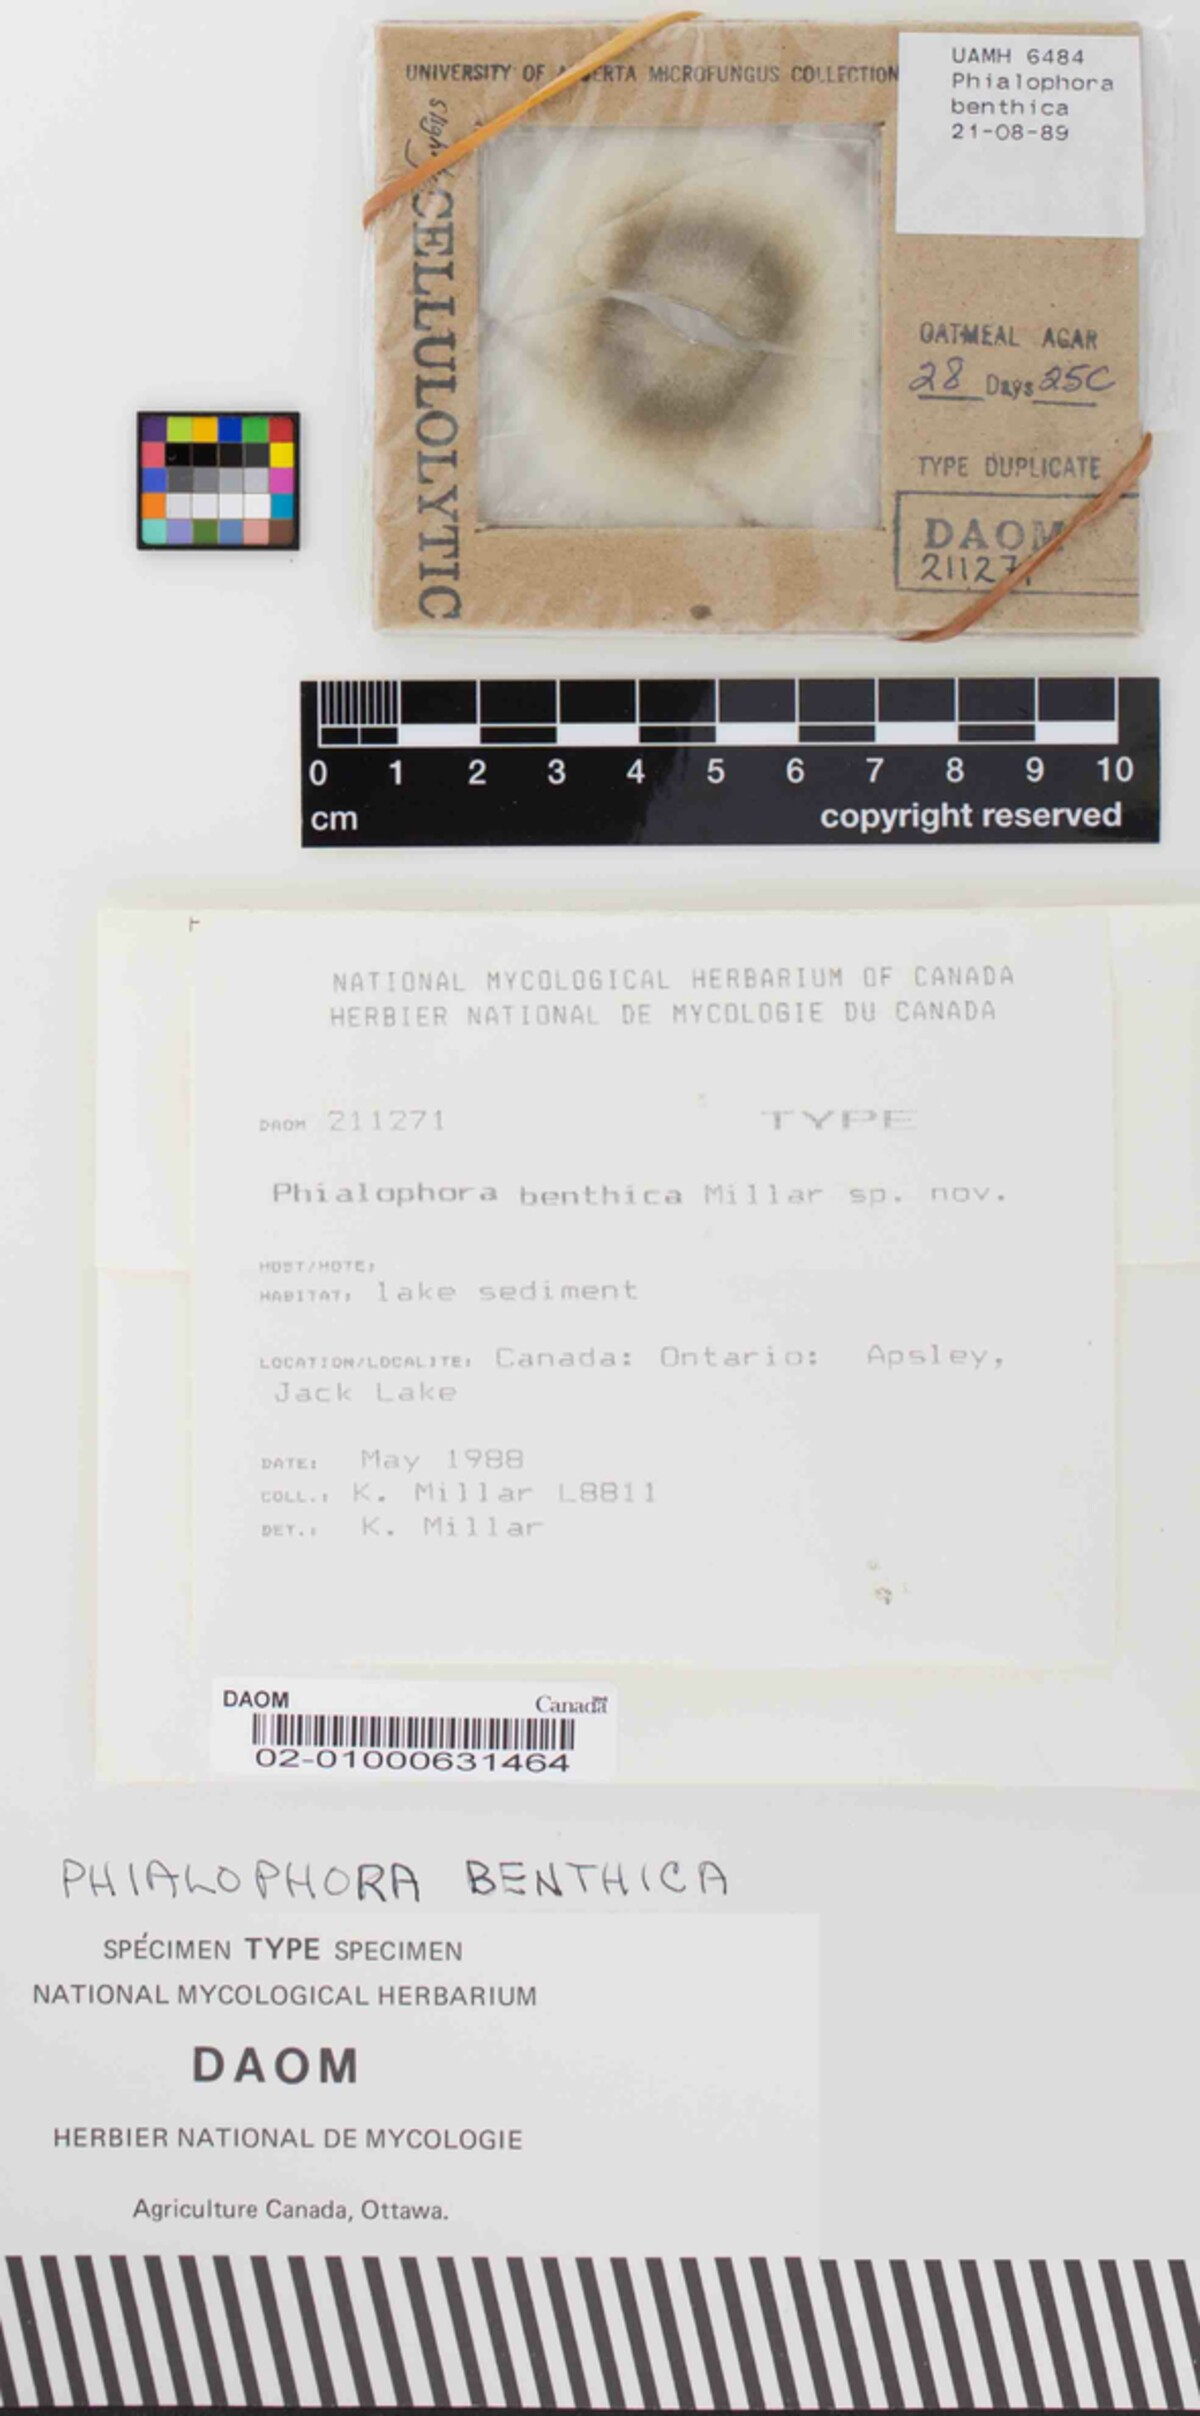 UNIVERSITY OF ALBERTA MICROFUNGUS COLLECTION
UAMH 6484
Phialophora
benthica
21-08-89
CELLULOLYTIC
OATMEAL AGAR
28 Days 25C
TYPE DUPLICATE
DAOM
211271
0 1 2 3 4 5 6 7 8 9 10
cm copyright reserved
NATIONAL MYCOLOGICAL HERBARIUM OF CANADA
HERBIER NATIONAL DE MYCOLOGIE DU CANADA
DAOM 211271 TYPE
Phialophora benthica Millar sp. nov.
HOST/HOTE:
HABITAT: lake sediment
LOCATION/LOCALITE: Canada: Ontario: Apsley,
Jack Lake
DATE: May 1988
COLL.: K. Millar L8811
DET.: K. Millar
DAOM Canada
02-01000631464
PHIALOPHORA BENTHICA
SPÉCIMEN TYPE SPECIMEN
NATIONAL MYCOLOGICAL HERBARIUM
DAOM
HERBIER NATIONAL DE MYCOLOGIE
Agriculture Canada, Ottawa.